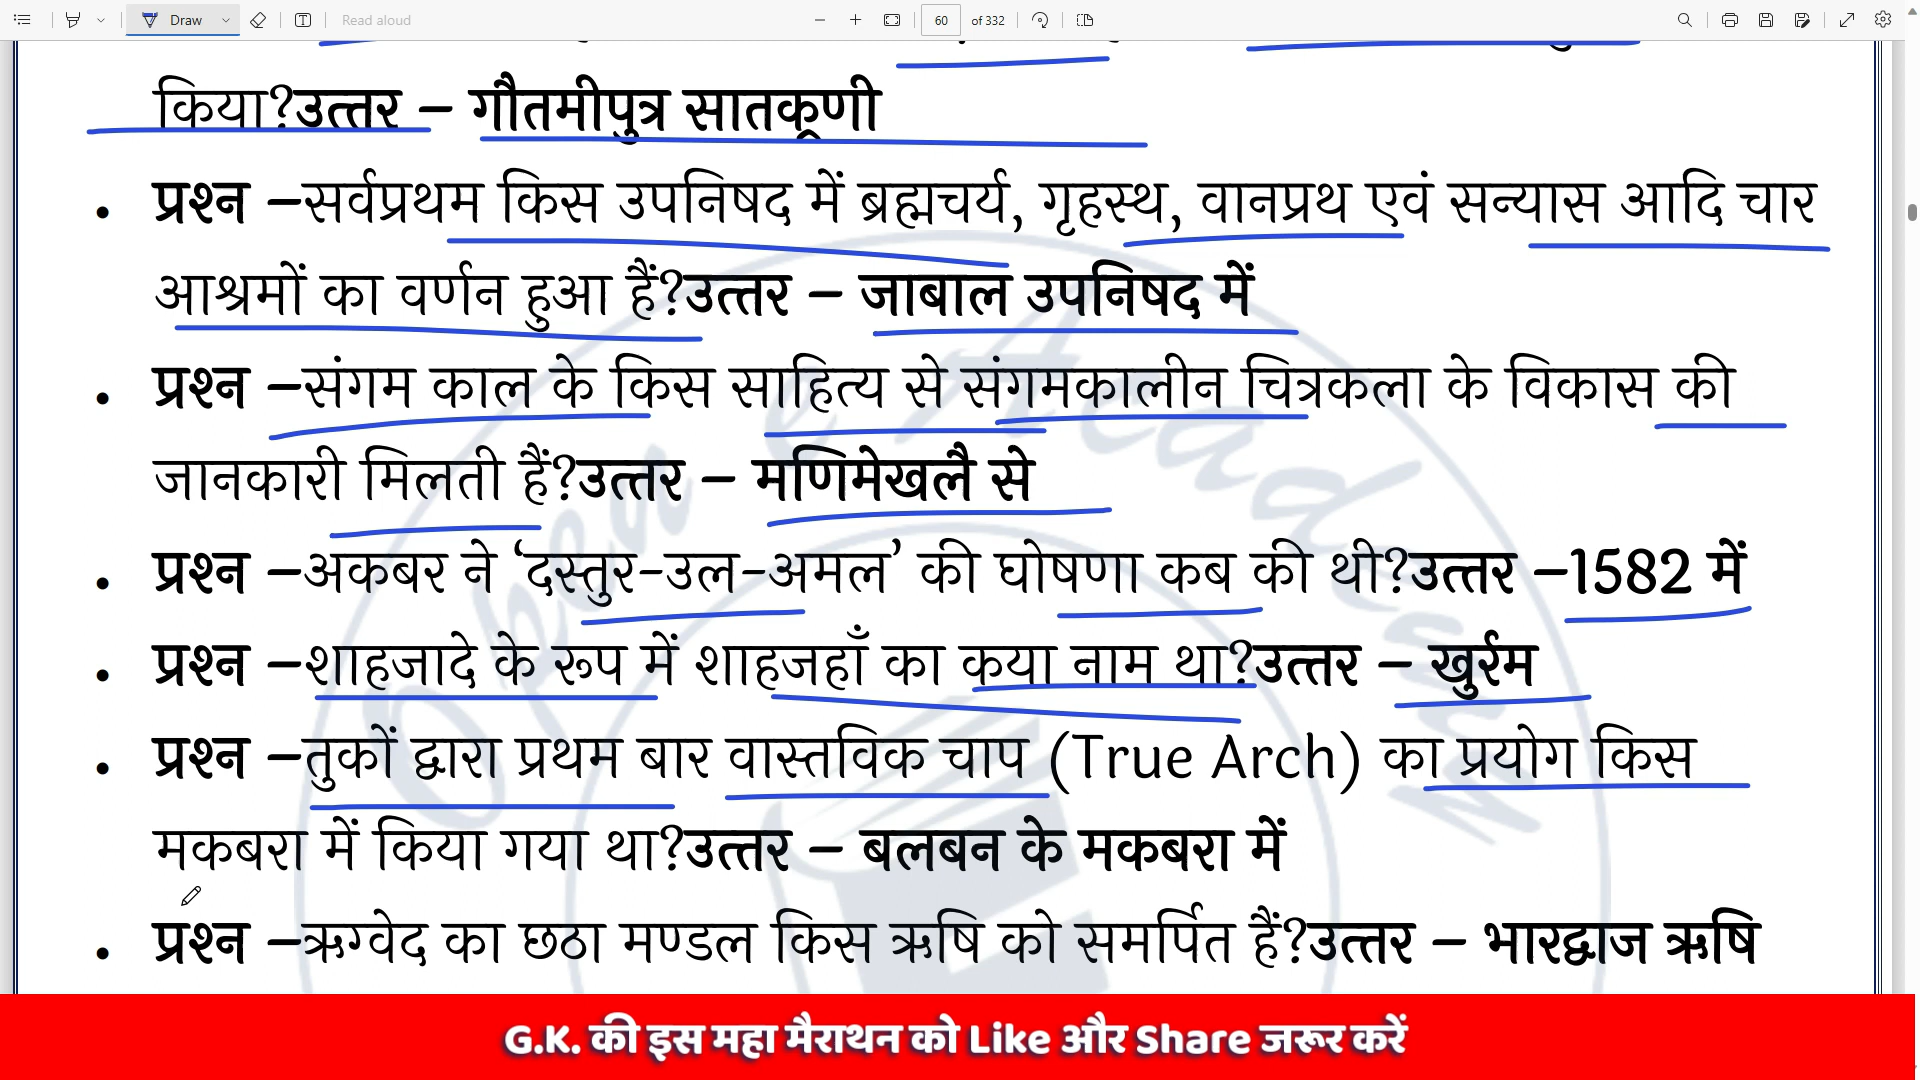 Draw
Read aloud
60 of 332
किया?उत्तर – गौतमीपुत्र सातकृणी
• प्रश्न –सर्वप्रथम किस उपनिषद में ब्रह्मचर्य, गृहस्थ, वानप्रथ एवं सन्यास आदि चार
आश्रमों का वर्णन हुआ हैं?उत्तर – जाबाल उपनिषद में
• प्रश्न –संगम काल के किस साहित्य से संगमकालीन चित्रकला के विकास की
जानकारी मिलती हैं?उत्तर – मणिमेखलै से
• प्रश्न –अकबर ने ‘दस्तुर-उल-अमल’ की घोषणा कब की थी?उत्तर –1582 में
• प्रश्न –शाहजादे के रूप में शाहजहाँ का कया नाम था?उत्तर – खुर्रम
• प्रश्न –तुकों द्वारा प्रथम बार वास्तविक चाप (True Arch) का प्रयोग किस
मकबरा में किया गया था?उत्तर – बलबन के मकबरा में
• प्रश्न –ऋग्वेद का छठा मण्डल किस ऋषि को समर्पित हैं?उत्तर – भारद्वाज ऋषि
Open eAcademy
G.K. की इस महा मैराथन को Like और Share जरूर करें